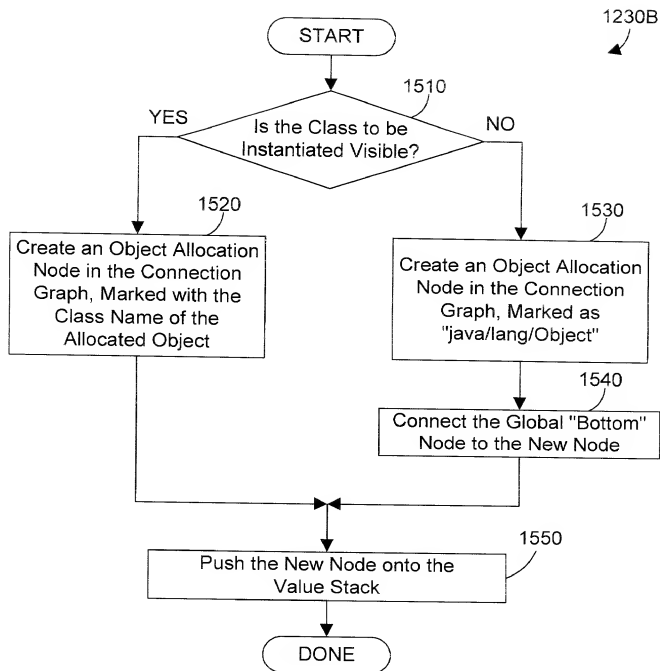 1230B
START
1510
YES
NO
Is the Class to be
Instantiated Visible?
1520
Create an Object Allocation
Node in the Connection
Graph, Marked with the
Class Name of the
Allocated Object
1530
Create an Object Allocation
Node in the Connection
Graph, Marked as
"java/lang/Object"
1540
Connect the Global "Bottom"
Node to the New Node
1550
Push the New Node onto the
Value Stack
DONE